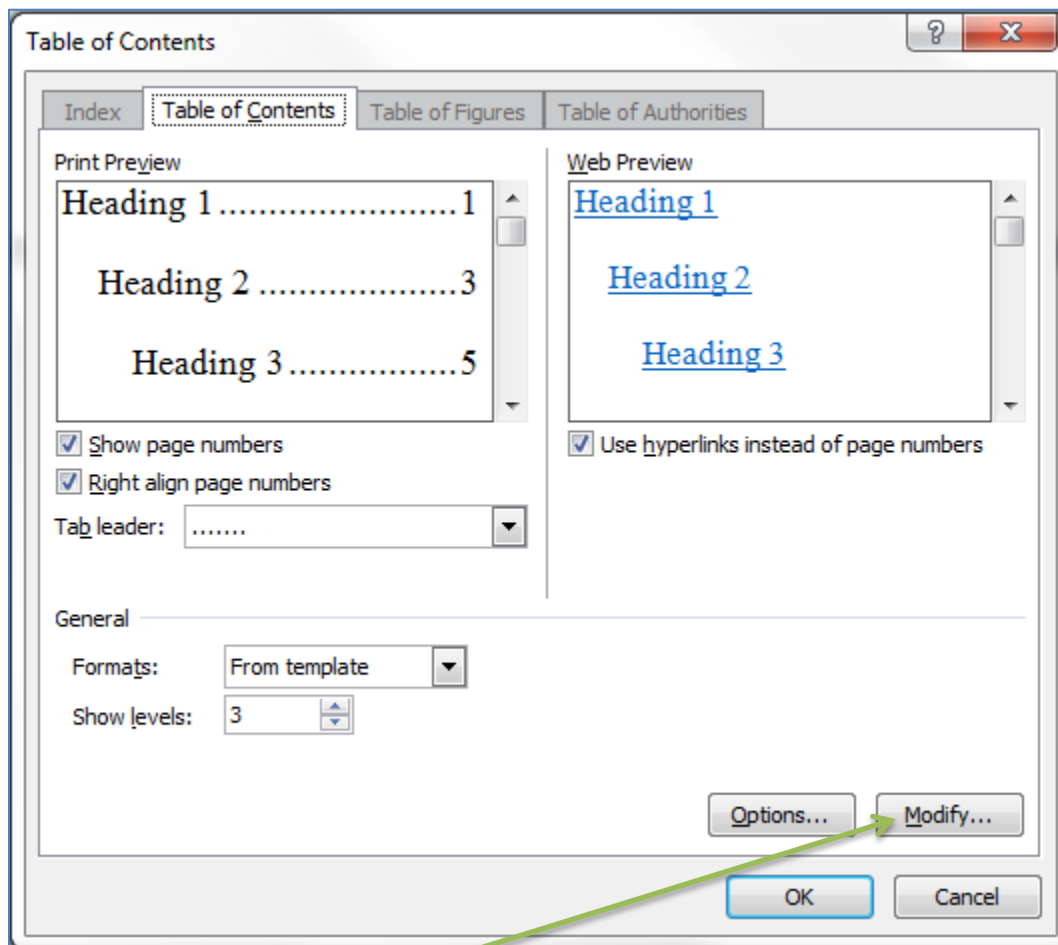 Table of Contents
Index Table of Contents Table of Figures Table of Authorities
Print Preview
Heading 1........................1
Heading 2 ....................3
Heading 3.................5
Show page numbers
Right align page numbers
Tab leader: .......
Web Preview
Heading 1
Heading 2
Heading 3
Use hyperlinks instead of page numbers
General
Formats: From template
Show levels: 3
Options... Modify...
OK Cancel